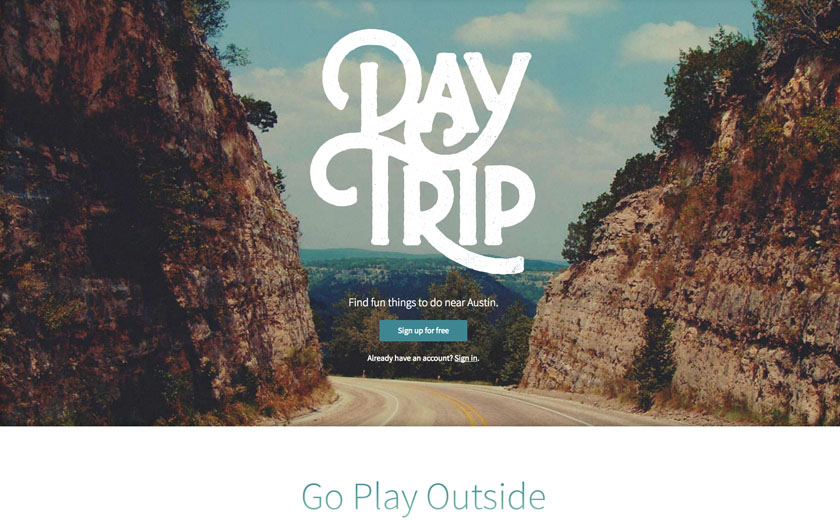 DAY
TRIP
Find fun things to do near Austin.
Sign up for free
Already have an account? Sign in.
Go Play Outside